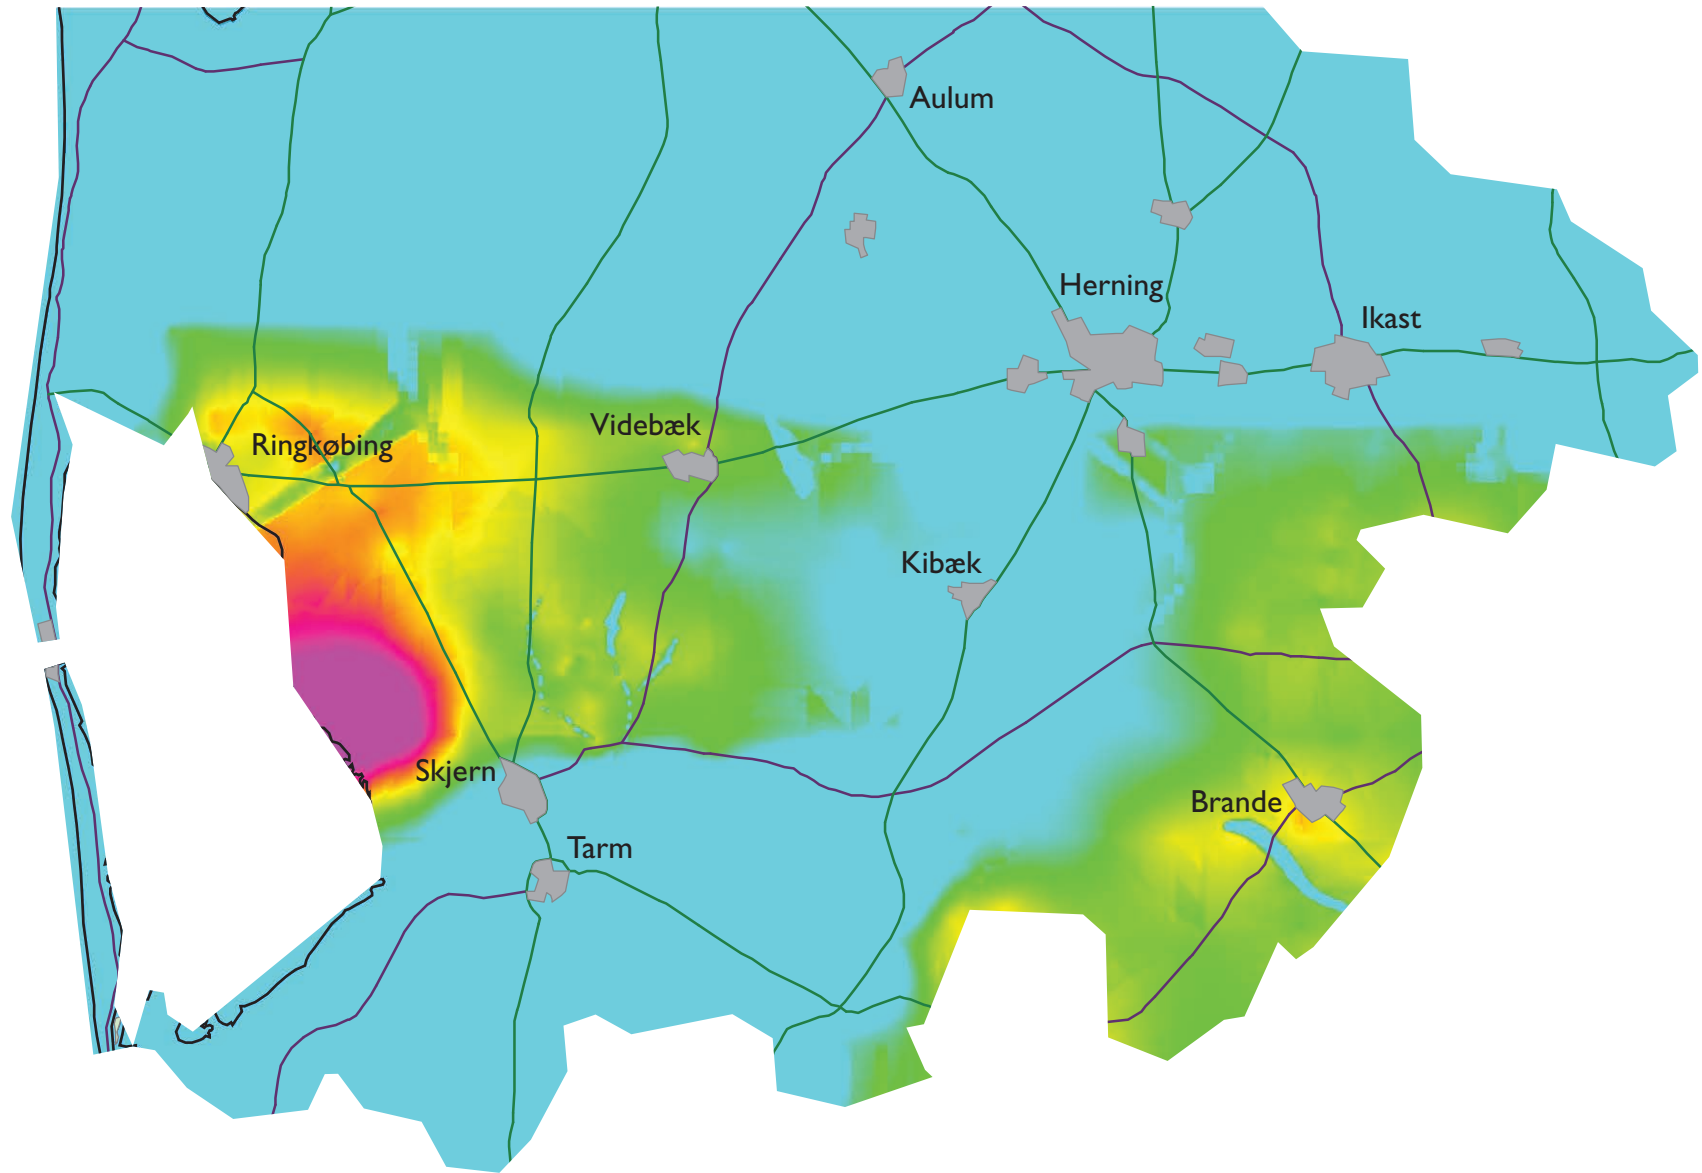 Aulum
Herning
Ikast
Videbæk
Ringkøbing
Kibæk
Skjern
Brande
Tarm